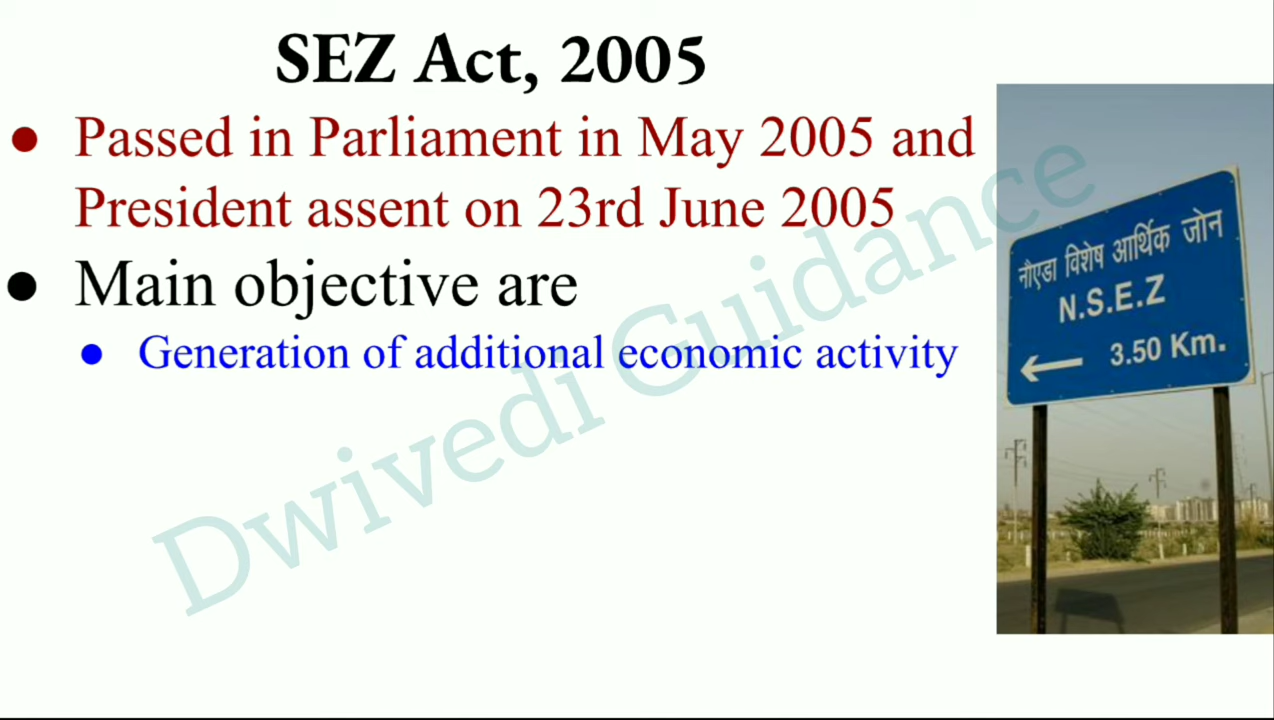 SEZ Act, 2005
● Passed in Parliament in May 2005 and
President assent on 23rd June 2005
● Main objective are
● Generation of additional economic activity
Dwivedi Guidance
नौएडा विशेष आर्थिक जोन
N.S.E.Z
← 3.50 Km.